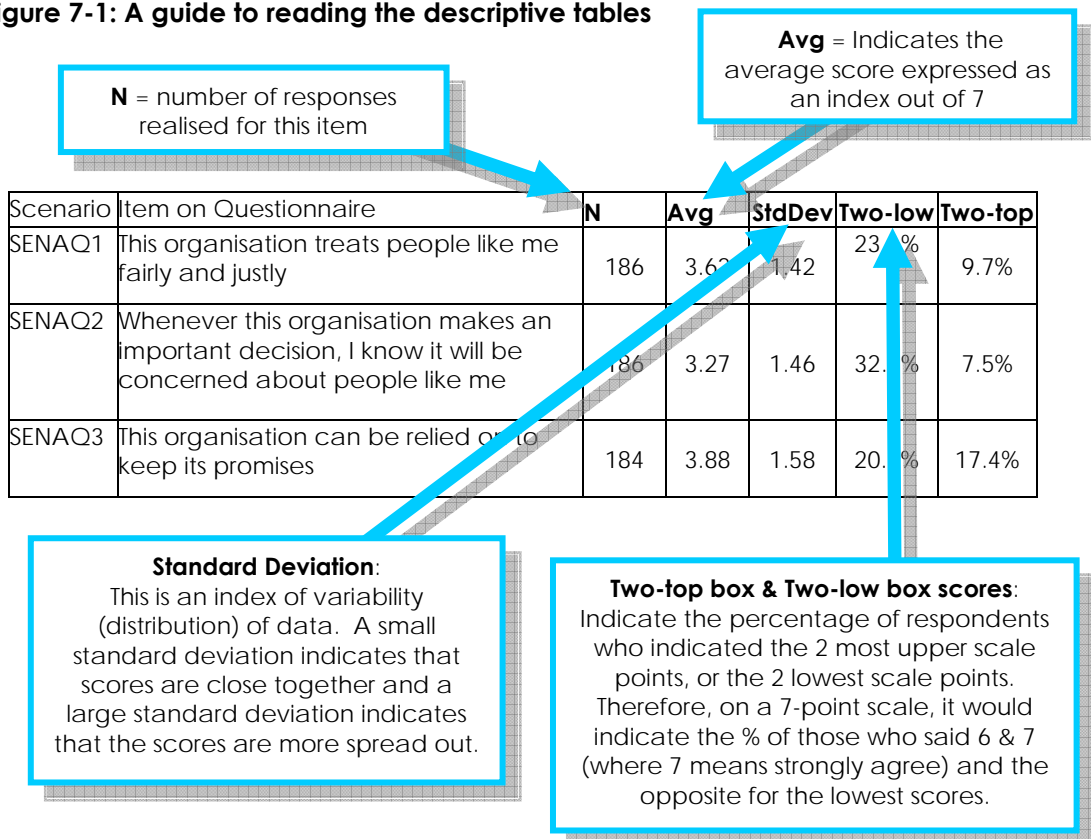 igure 7-1: A guide to reading the descriptive tables
Avg = Indicates the
average score expressed as
an index out of 7
N = number of responses
realised for this item
Scenario Item on Questionnaire N Avg StdDev Two-low Two-top
SENAQ1 This organisation treats people like me
fairly and justly 186 1.42 9.7%
SENAQ2 Whenever this organisation makes an
important decision, I know it will be
concerned about people like me 186 3.27 1.46 7.5%
SENAQ3 This organisation can be relied on to
keep its promises 184 3.88 1.58 17.4%
Standard Deviation:
This is an index of variability
(distribution) of data. A small
standard deviation indicates that
scores are close together and a
large standard deviation indicates
that the scores are more spread out.
Two-top box & Two-low box scores:
Indicate the percentage of respondents
who indicated the 2 most upper scale
points, or the 2 lowest scale points.
Therefore, on a 7-point scale, it would
indicate the % of those who said 6 & 7
(where 7 means strongly agree) and the
opposite for the lowest scores.